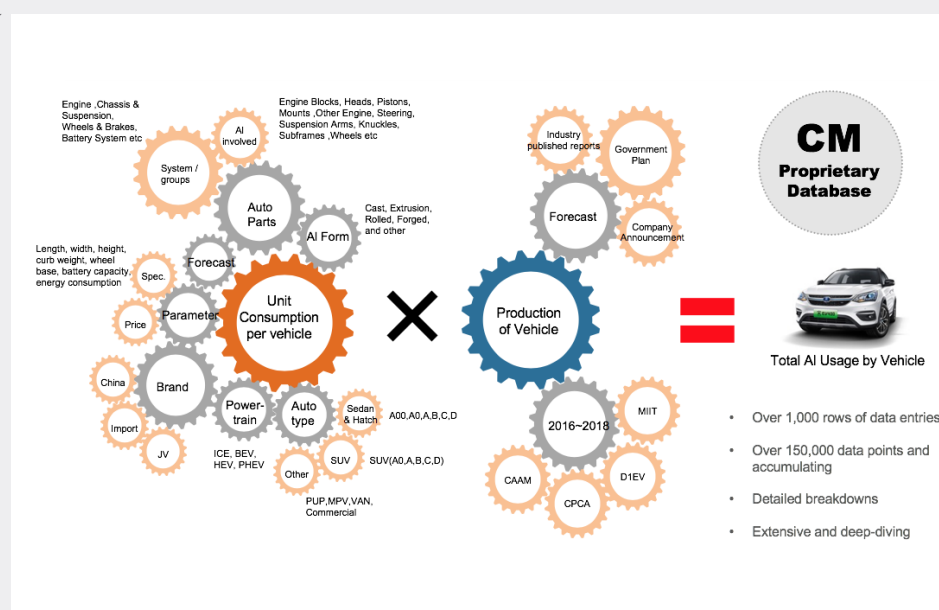 Engine ,Chassis &
Suspension,
Wheels & Brakes,
Battery System etc
Al
involved
Engine Blocks, Heads, Pistons,
Mounts ,Other Engine, Steering,
Suspension Arms, Knuckles,
Subframes ,Wheels etc
System /
groups
Auto
Parts
Al Form
Cast, Extrusion,
Rolled, Forged,
and other
Forecast
Length, width, height,
curb weight, wheel
base, battery capacity,
energy consumption
Spec.
Price
Parameter
Unit
Consumption
per vehicle
China
Import
JV
Brand
Power-
train
ICE, BEV,
HEV, PHEV
Auto
type
Sedan
& Hatch
A00,A0,A,B,C,D
SUV
SUV(A0,A,B,C,D)
Other
PUP,MPV,VAN,
Commercial
Industry
published reports
Government
Plan
Forecast
Company
Announcement
Production
of Vehicle
2016~2018
MIIT
D1EV
CPCA
CAAM
CM
Proprietary
Database
Total Al Usage by Vehicle
• Over 1,000 rows of data entries
• Over 150,000 data points and
accumulating
• Detailed breakdowns
• Extensive and deep-diving